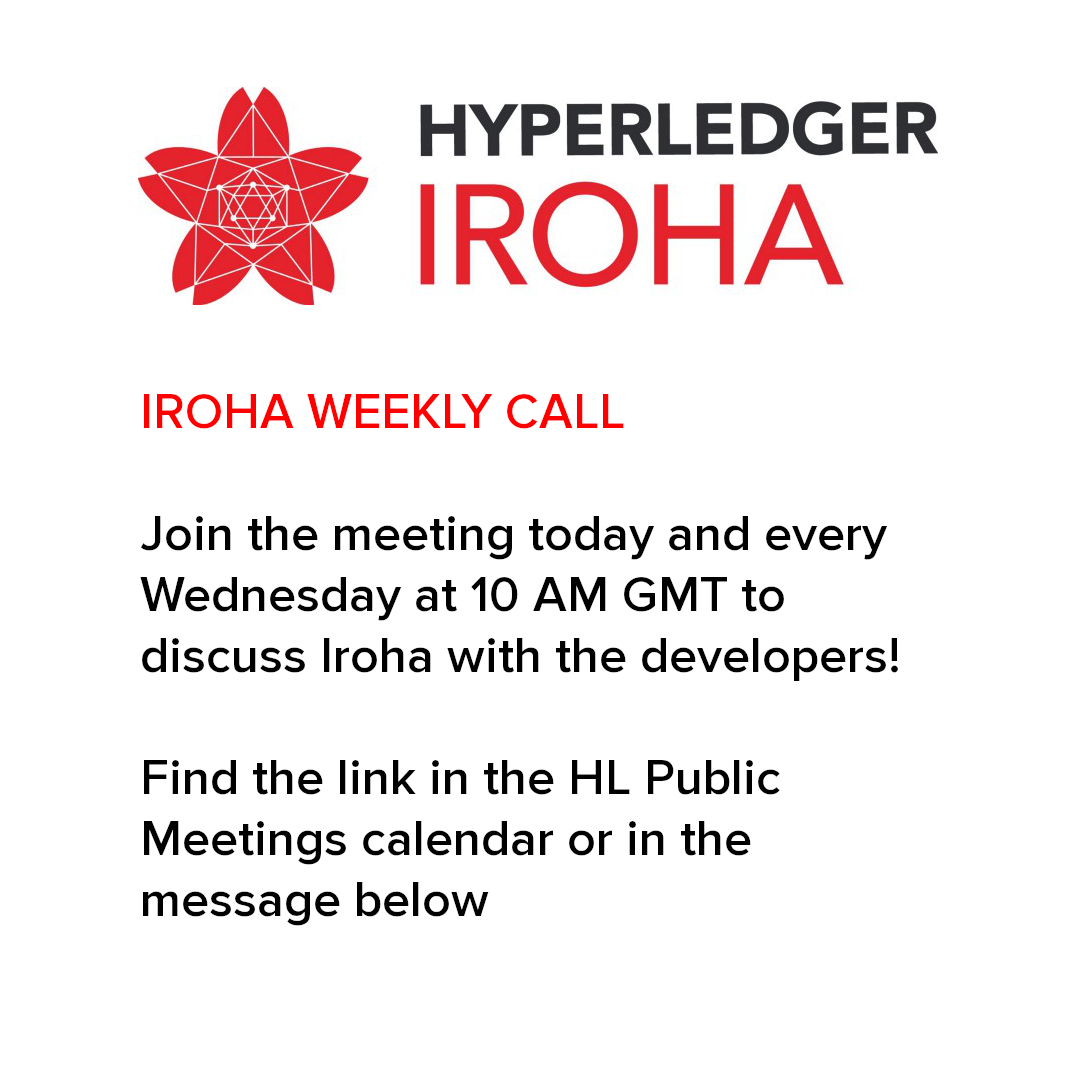 HYPERLEDGER
IROHA
IROHA WEEKLY CALL
Join the meeting today and every
Wednesday at 10 AM GMT to
discuss Iroha with the developers!
Find the link in the HL Public
Meetings calendar or in the
message below